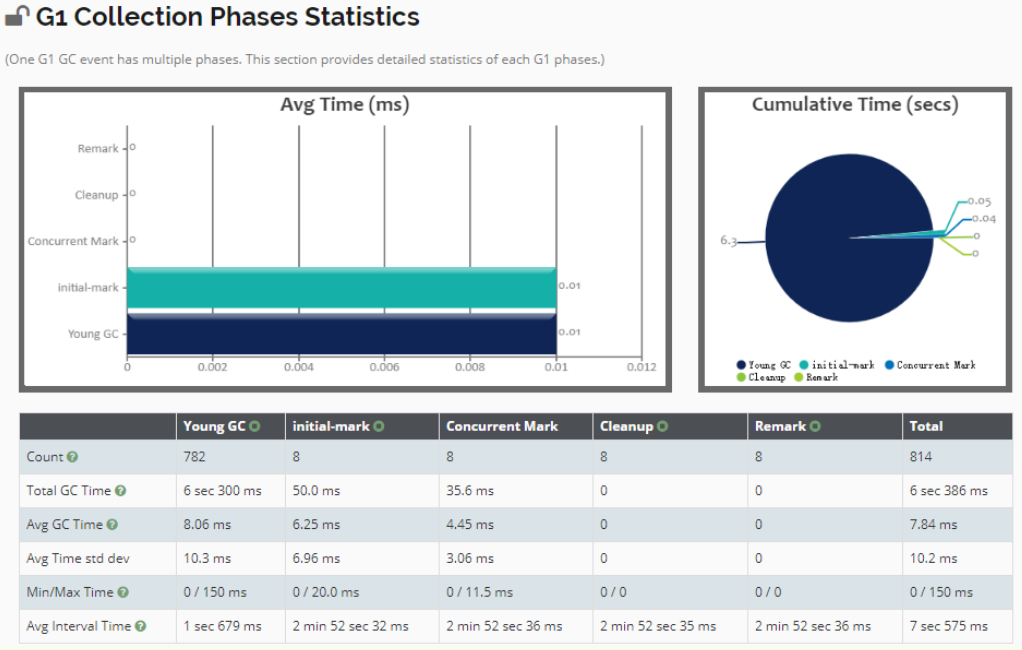 G1 Collection Phases Statistics
(One G1 GC event has multiple phases. This section provides detailed statistics of each G1 phases.)
Avg Time (ms)
Remark 0
Cleanup 0
Concurrent Mark 0
initial-mark 0.01
Young GC 0.01
0 0.002 0.004 0.006 0.008 0.01 0.012
Cumulative Time (secs)
0.05
0.04
6.3 0
0
Young GC initial-mark Concurrent Mark
Cleanup Remark
Young GC initial-mark Concurrent Mark Cleanup Remark Total
Count 782 8 8 8 8 814
Total GC Time 6 sec 300 ms 50.0 ms 35.6 ms 0 0 6 sec 386 ms
Avg GC Time 8.06 ms 6.25 ms 4.45 ms 0 0 7.84 ms
Avg Time std dev 10.3 ms 6.96 ms 3.06 ms 0 0 10.2 ms
Min/Max Time 0 / 150 ms 0 / 20.0 ms 0 / 11.5 ms 0 / 0 0 / 0 0 / 150 ms
Avg Interval Time 1 sec 679 ms 2 min 52 sec 32 ms 2 min 52 sec 36 ms 2 min 52 sec 35 ms 2 min 52 sec 36 ms 7 sec 575 ms